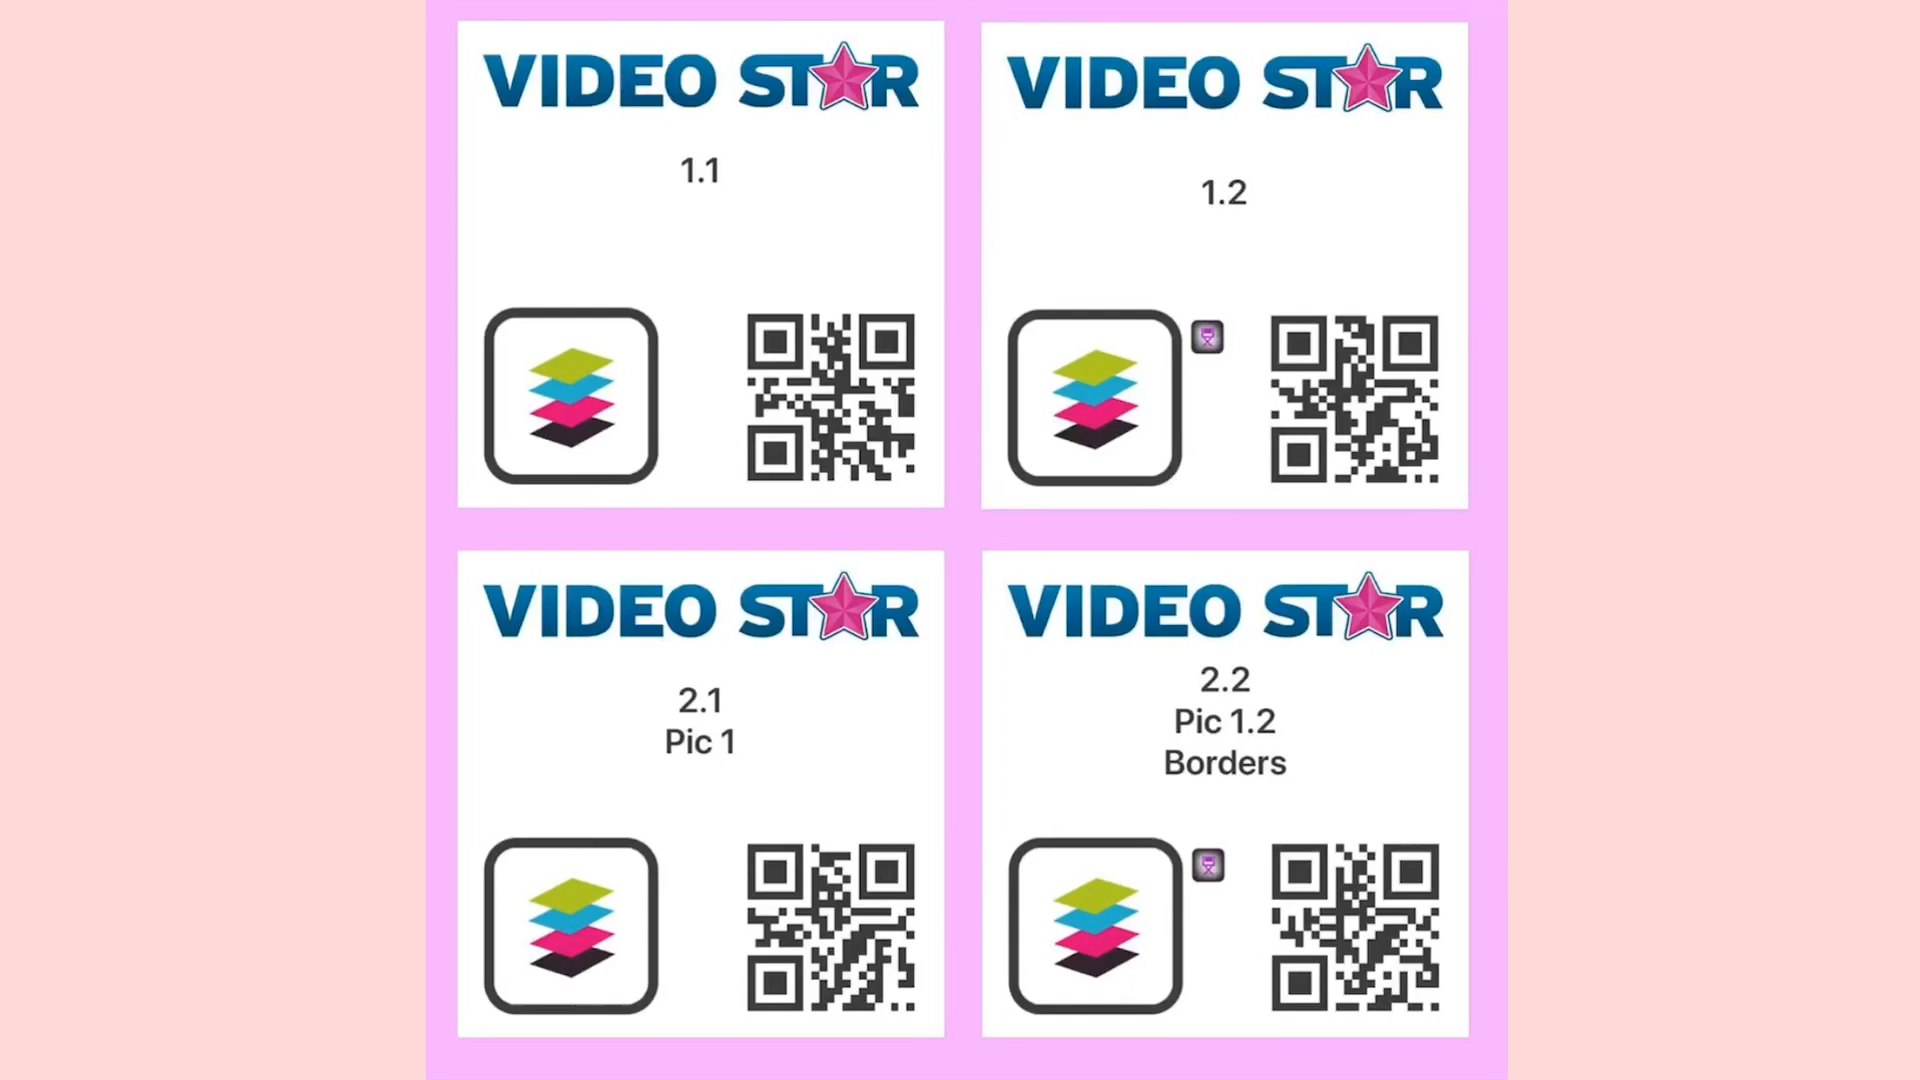 VIDEO STAR
1.1
VIDEO STAR
1.2
VIDEO STAR
2.1
Pic 1
VIDEO STAR
2.2
Pic 1.2
Borders